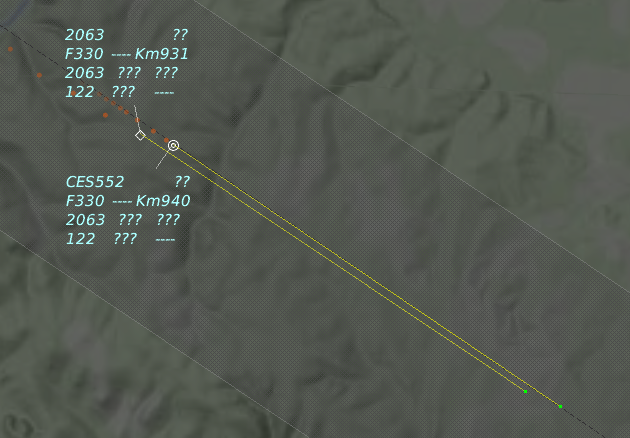 2063 ??
F330 ---- Km931
2063 ??? ???
122 ??? ----
CES552 ??
F330 ---- Km940
2063 ??? ???
122 ??? ----